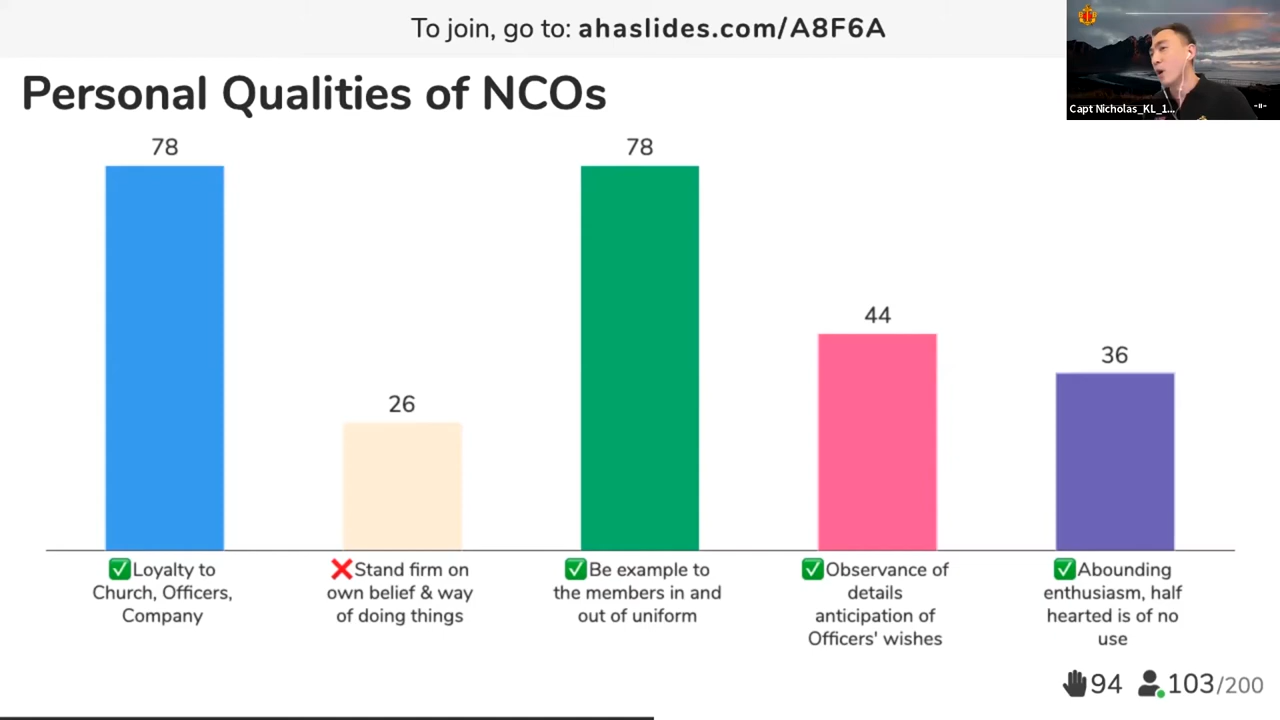 To join, go to: ahaslides.com/A8F6A
Personal Qualities of NCOs
Capt Nicholas_KL_1...
78
26
78
44
36
Loyalty to
Church, Officers,
Company
Stand firm on
own belief & way
of doing things
Be example to
the members in and
out of uniform
Observance of
details
anticipation of
Officers' wishes
Abounding
enthusiasm, half
hearted is of no
use
94
103/200